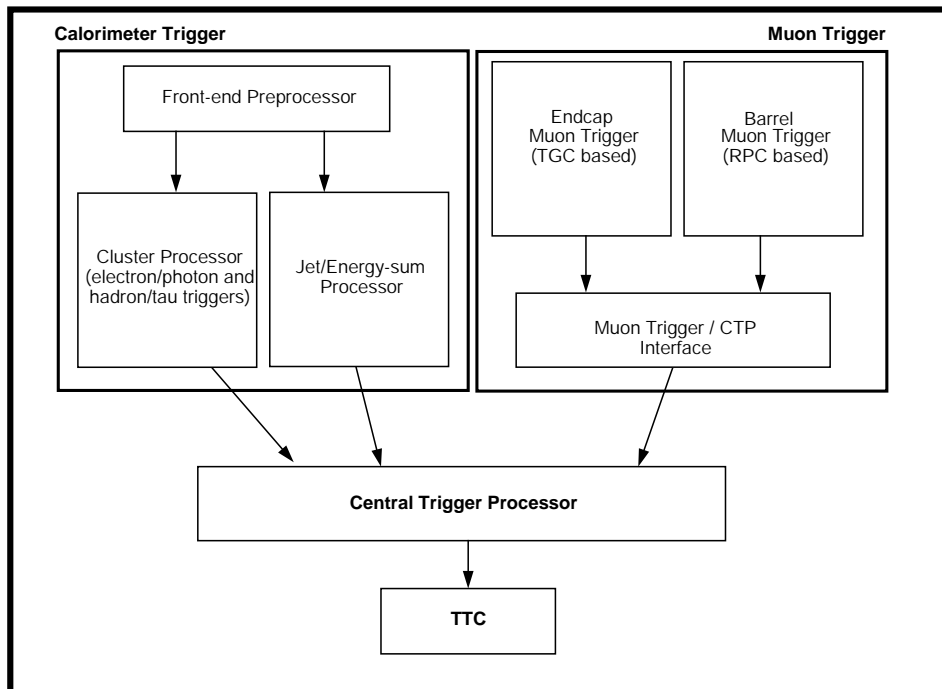 Calorimeter Trigger
Muon Trigger
Front-end Preprocessor
Endcap
Muon Trigger
(TGC based)
Barrel
Muon Trigger
(RPC based)
Cluster Processor
(electron/photon and
hadron/tau triggers)
Jet/Energy-sum
Processor
Muon Trigger / CTP
Interface
Central Trigger Processor
TTC